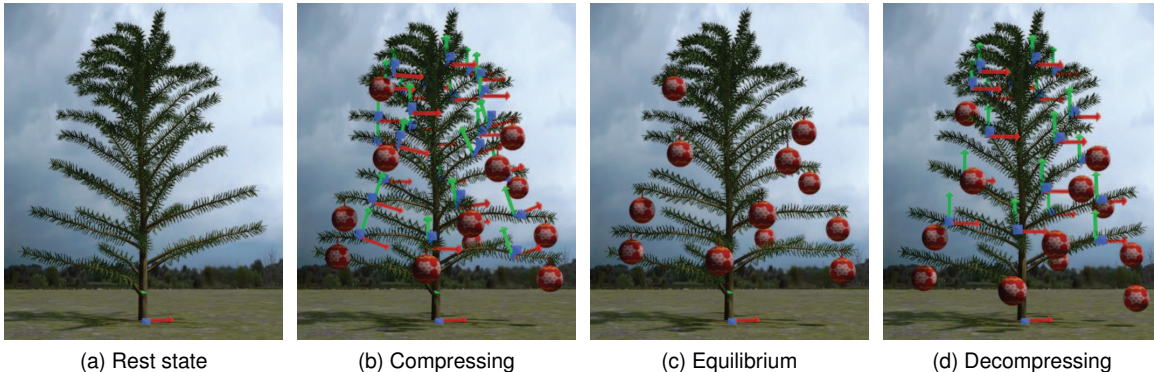 (a) Rest state
(b) Compressing
(c) Equilibrium
(d) Decompressing